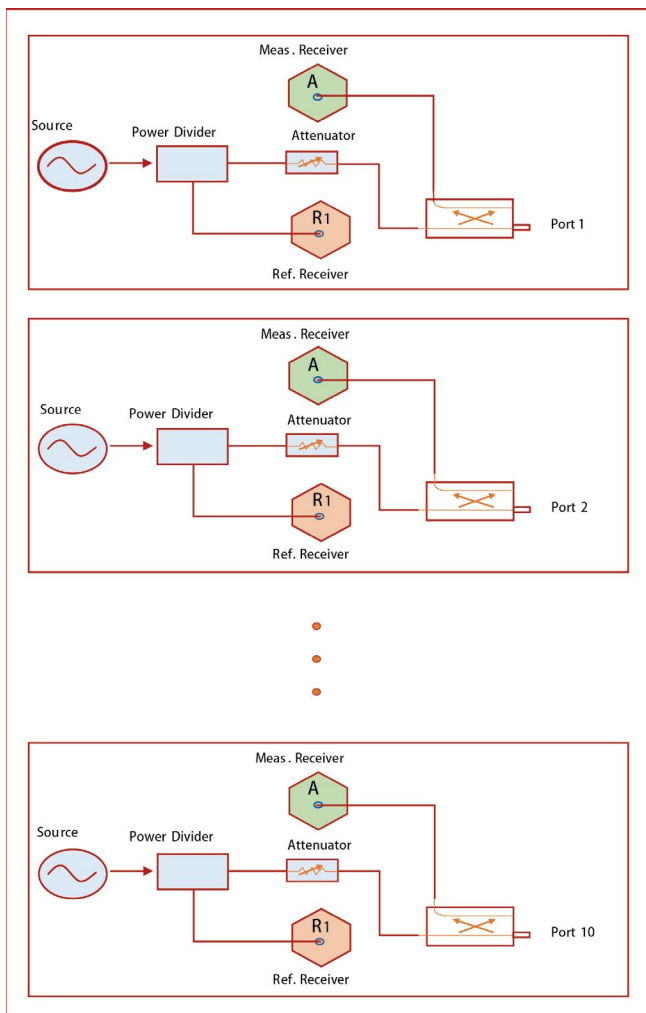 Meas . Receiver
A
Source
Power Divider
Attenuator
R1
Port 1
Ref. Receiver
Meas . Receiver
A
Source
Power Divider
Attenuator
R1
Port 2
Ref. Receiver
Meas . Receiver
A
Source
Power Divider
Attenuator
R1
Port 10
Ref. Receiver